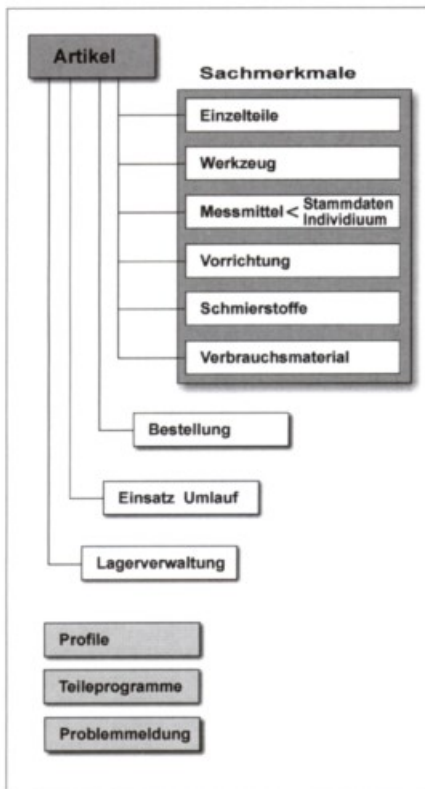 Artikel
Sachmerkmale
Einzelteile
Werkzeug
Messmittel < Stammdaten
Individiuum
Vorrichtung
Schmierstoffe
Verbrauchsmaterial
Bestellung
Einsatz Umlauf
Lagerverwaltung
Profile
Teileprogramme
Problemmeldung